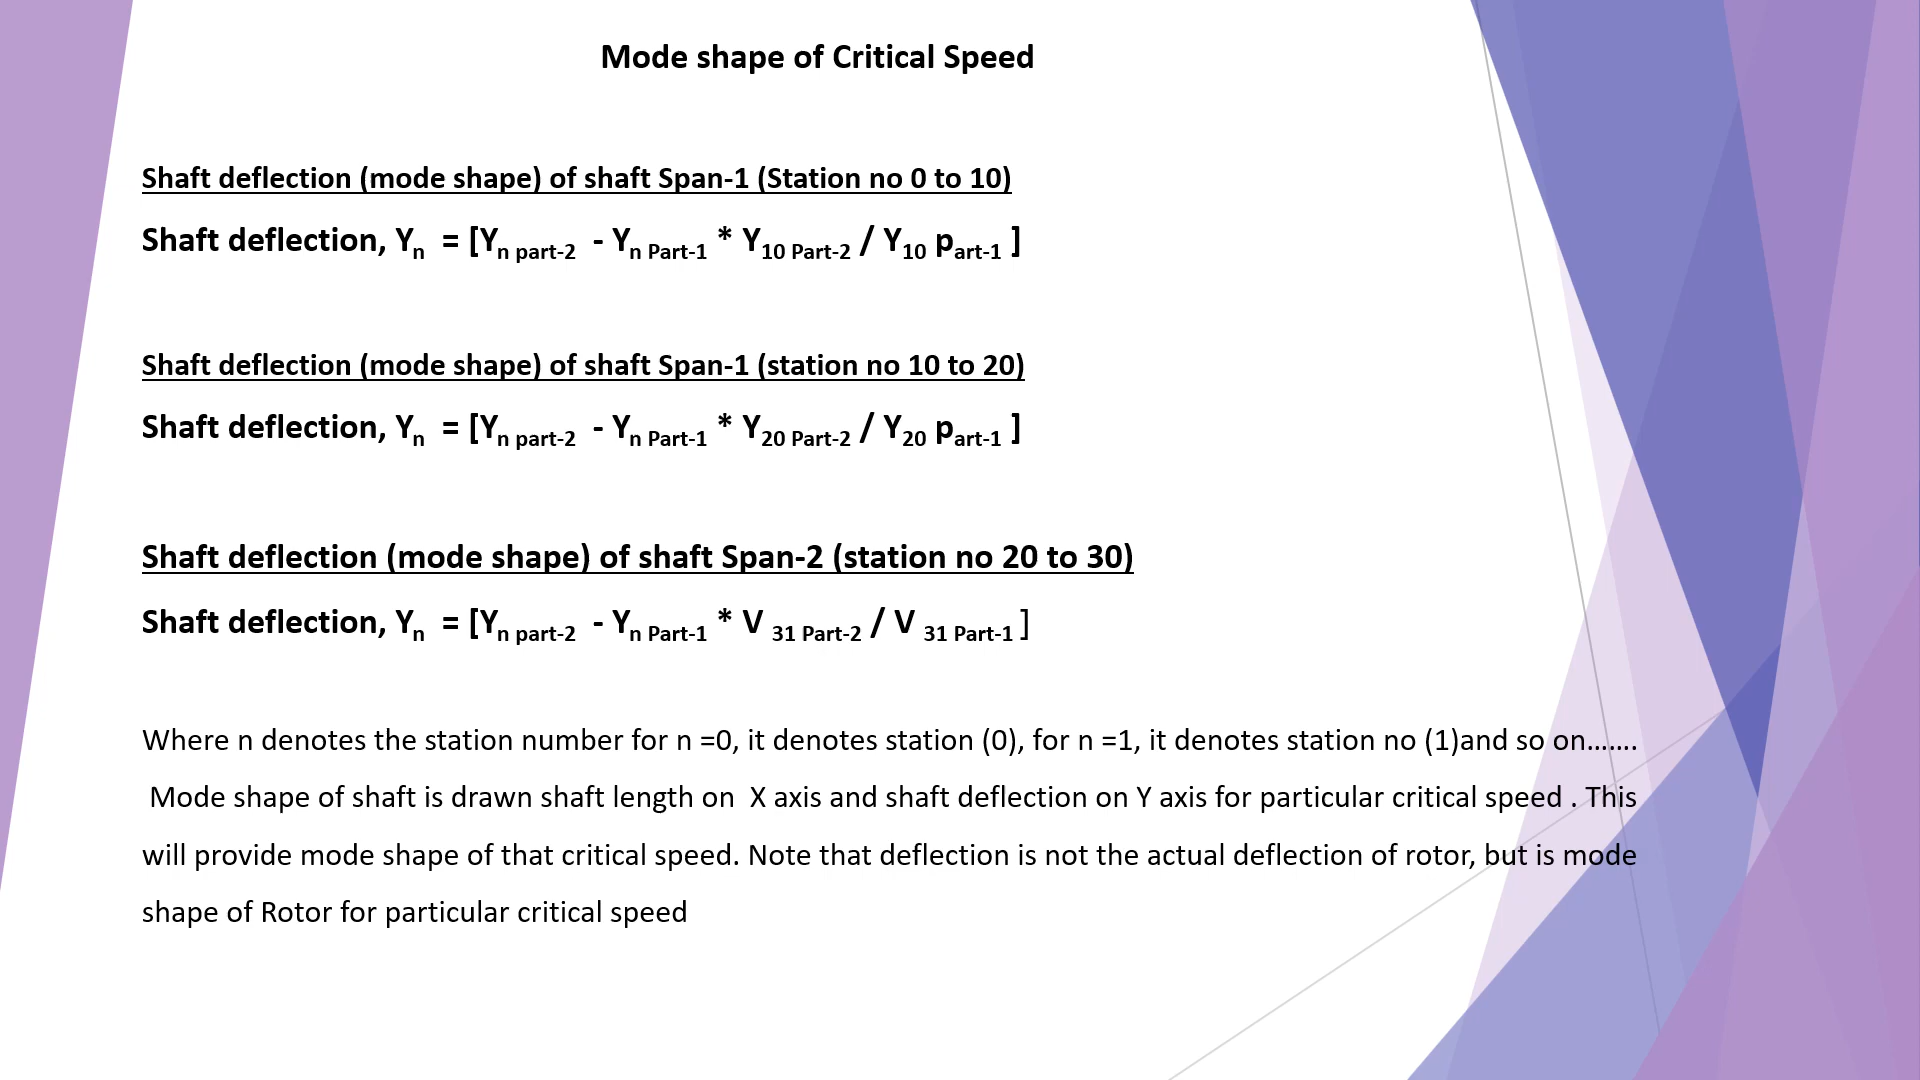 Mode shape of Critical Speed
Shaft deflection (mode shape) of shaft Span-1 (Station no 0 to 10)
Shaft deflection, Yn = [Yn part-2 - Yn Part-1 * Y10 Part-2 / Y10 part-1 ]
Shaft deflection (mode shape) of shaft Span-1 (station no 10 to 20)
Shaft deflection, Yn = [Yn part-2 - Yn Part-1 * Y20 Part-2 / Y20 part-1 ]
Shaft deflection (mode shape) of shaft Span-2 (station no 20 to 30)
Shaft deflection, Yn = [Yn part-2 - Yn Part-1 * V 31 Part-2 / V 31 Part-1 ]
Where n denotes the station number for n =0, it denotes station (0), for n =1, it denotes station no (1)and so on.......
Mode shape of shaft is drawn shaft length on X axis and shaft deflection on Y axis for particular critical speed . This
will provide mode shape of that critical speed. Note that deflection is not the actual deflection of rotor, but is mode
shape of Rotor for particular critical speed